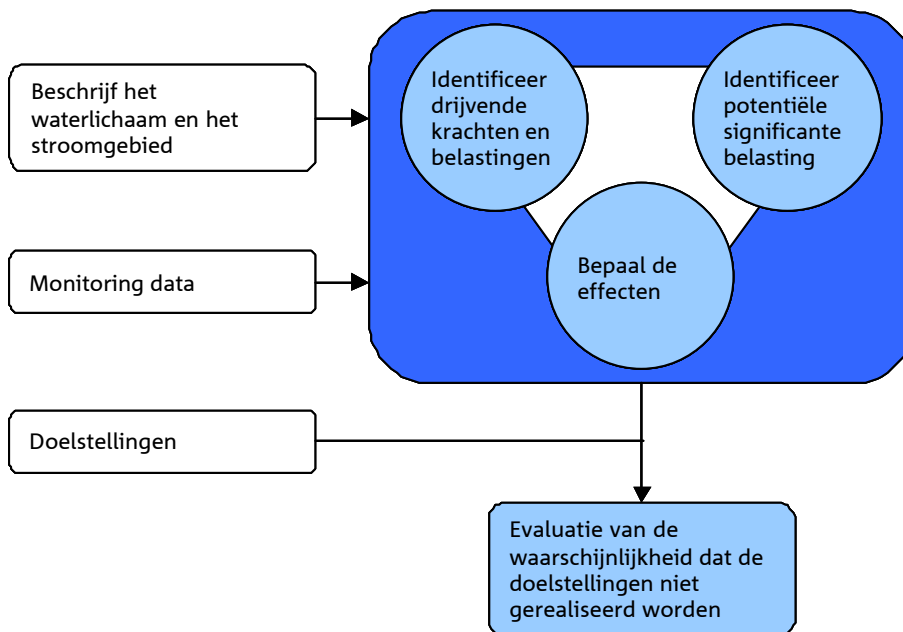 Beschrijf het
waterlichaam en het
stroomgebied
Identificeer
drijvende
krachten en
belastingen
Identificeer
potentiële
significante
belasting
Monitoring data
Bepaal de
effecten
Doelstellingen
Evaluatie van de
waarschijnlijkheid dat de
doelstellingen niet
gerealiseerd worden